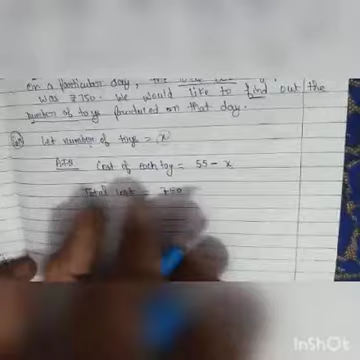 on a particular day, the total
was ₹750. We would like to find out the
number of toys produced on that day.
Sol Let number of toys = x
ATQ Cost of each toy = 55 - x
Total cost = 750
InShOt